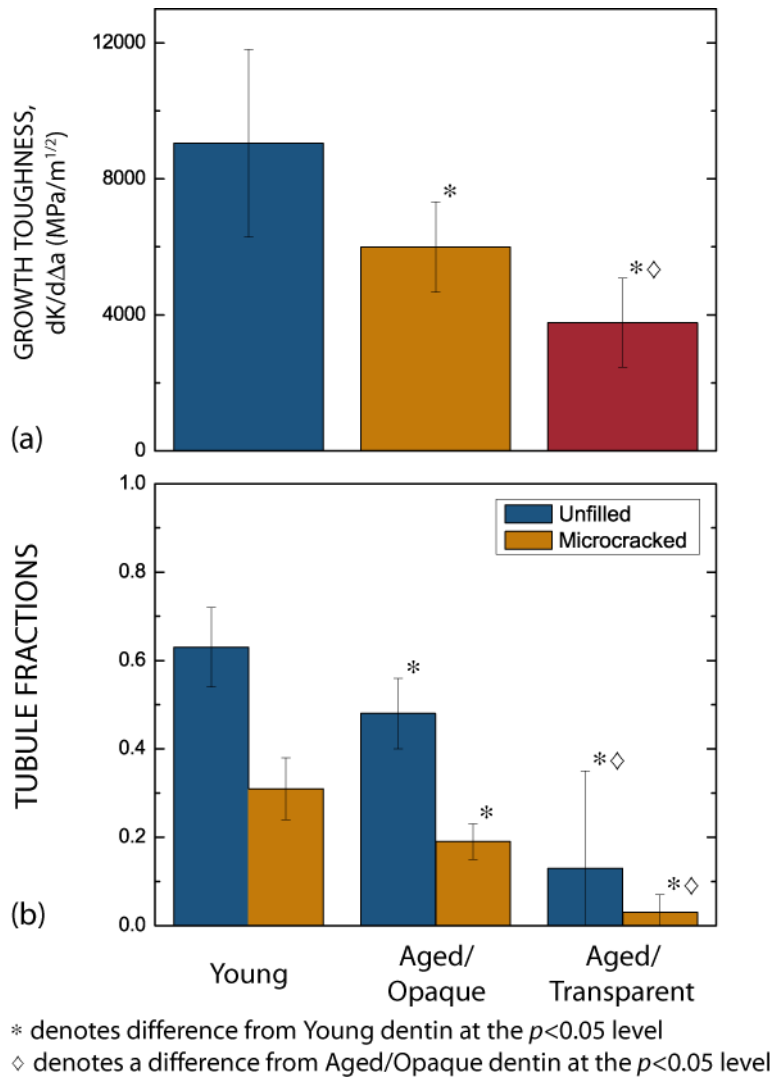 12000
8000
4000
0
GROWTH TOUGHNESS,
dK/dΔa (MPa/m^1/2)
* 
*◊
(a)
1.0
0.8
0.6
0.4
0.2
0.0
TUBULE FRACTIONS
Unfilled
Microcracked
*
*
*◊
*◊
(b)
Young
Aged/
Opaque
Aged/
Transparent
* denotes difference from Young dentin at the p<0.05 level
◊ denotes a difference from Aged/Opaque dentin at the p<0.05 level